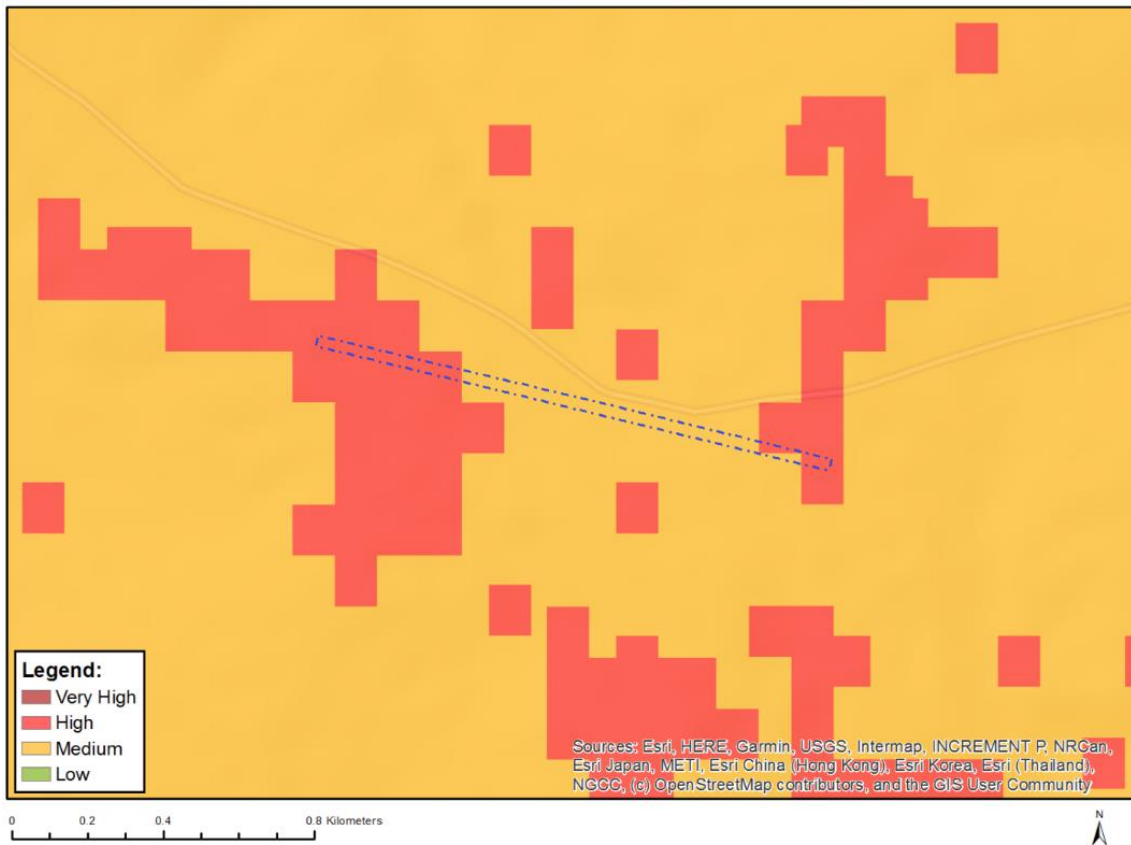 Legend:
Very High
High
Medium
Low
Sources: Esri, HERE, Garmin, USGS, Intermap, INCREMENT P, NRCan,
Esri Japan, METI, Esri China (Hong Kong), Esri Korea, Esri (Thailand),
NGCC, (c) OpenStreetMap contributors, and the GIS User Community
0 0.2 0.4 0.8 Kilometers
N